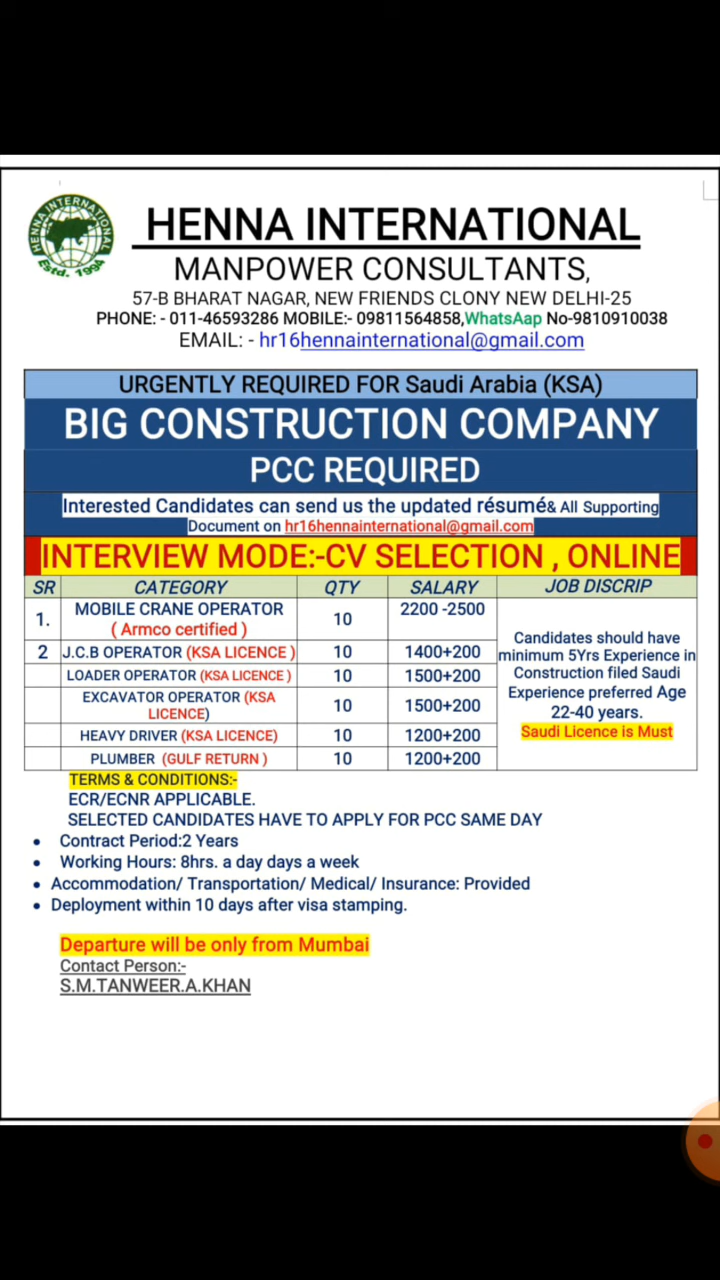 HENNA INTERNATIONAL
Estd. 1994
HENNA INTERNATIONAL
MANPOWER CONSULTANTS,
57-B BHARAT NAGAR, NEW FRIENDS CLONY NEW DELHI-25
PHONE: - 011-46593286 MOBILE:- 09811564858,WhatsAap No-9810910038
EMAIL: - hr16hennainternational@gmail.com
URGENTLY REQUIRED FOR Saudi Arabia (KSA)
BIG CONSTRUCTION COMPANY
PCC REQUIRED
Interested Candidates can send us the updated résumé& All Supporting
Document on hr16hennainternational@gmail.com
INTERVIEW MODE:-CV SELECTION , ONLINE
SR CATEGORY QTY SALARY JOB DISCRIP
1. MOBILE CRANE OPERATOR 10 2200 -2500
( Armco certified )
2 J.C.B OPERATOR (KSA LICENCE ) 10 1400+200
LOADER OPERATOR (KSA LICENCE ) 10 1500+200
EXCAVATOR OPERATOR (KSA
LICENCE) 10 1500+200
HEAVY DRIVER (KSA LICENCE) 10 1200+200
PLUMBER (GULF RETURN ) 10 1200+200
Candidates should have
minimum 5Yrs Experience in
Construction filed Saudi
Experience preferred Age
22-40 years.
Saudi Licence is Must
TERMS & CONDITIONS:-
ECR/ECNR APPLICABLE.
SELECTED CANDIDATES HAVE TO APPLY FOR PCC SAME DAY
• Contract Period:2 Years
• Working Hours: 8hrs. a day days a week
• Accommodation/ Transportation/ Medical/ Insurance: Provided
• Deployment within 10 days after visa stamping.
Departure will be only from Mumbai
Contact Person:-
S.M.TANWEER.A.KHAN